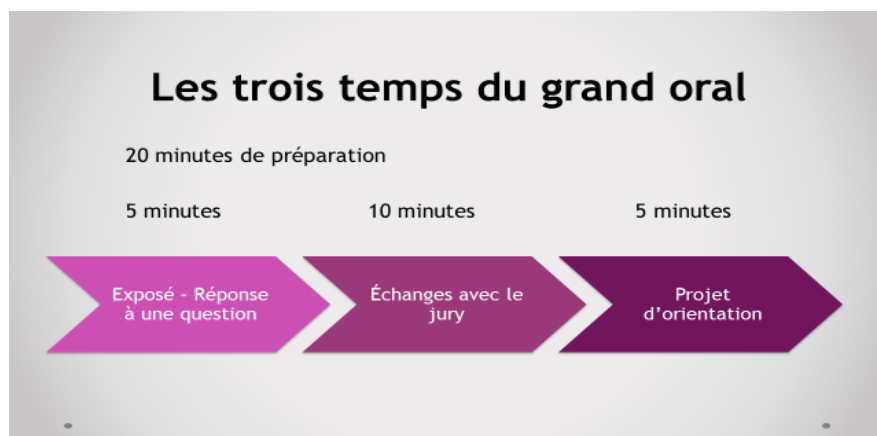 Les trois temps du grand oral
20 minutes de préparation
5 minutes
10 minutes
5 minutes
Exposé - Réponse
à une question
Échanges avec le
jury
Projet
d'orientation